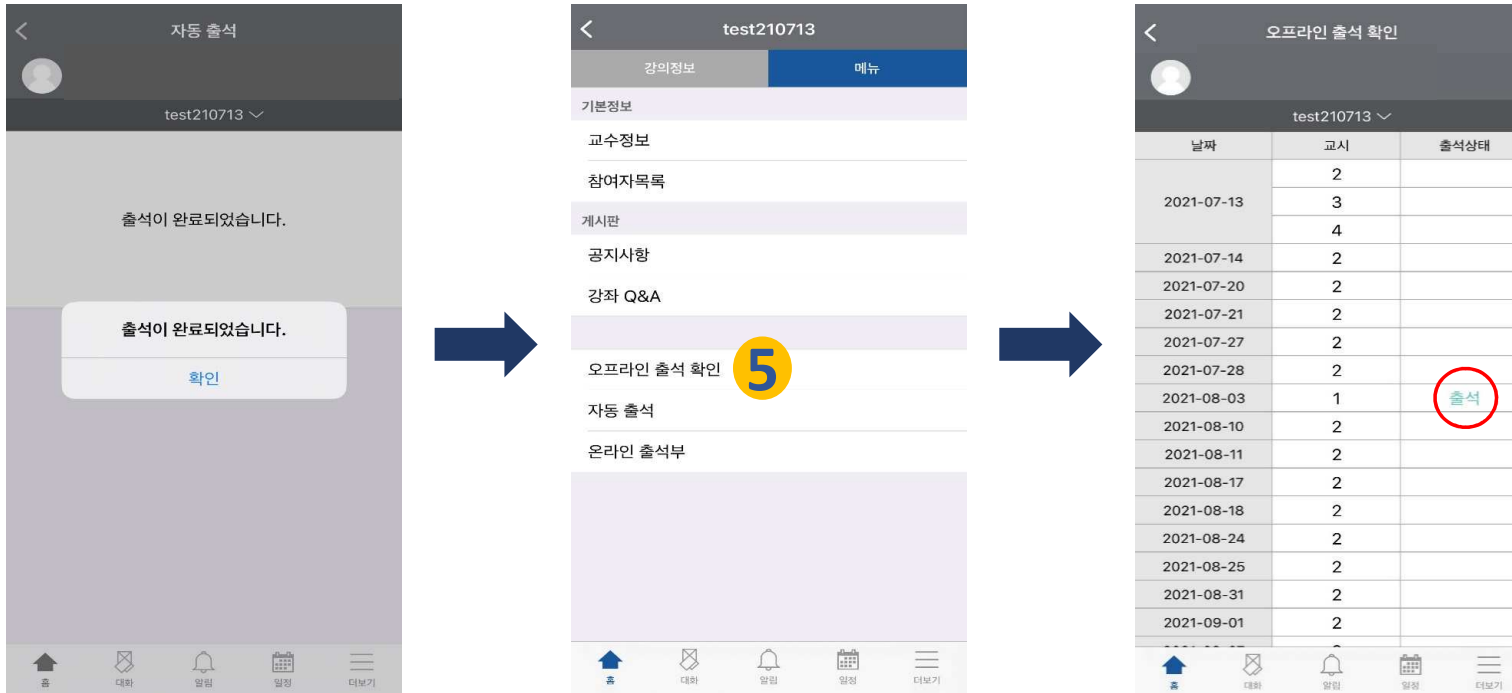 자동 출석
test210713
출석이 완료되었습니다.
출석이 완료되었습니다.
확인
홈
대화
알림
일정
더보기
test210713
강의정보
메뉴
기본정보
교수정보
참여자목록
게시판
공지사항
강좌 Q&A
오프라인 출석 확인
5
자동 출석
온라인 출석부
홈
대화
알림
일정
더보기
오프라인 출석 확인
test210713
날짜 교시 출석상태
2
2021-07-13 3
4
2021-07-14 2
2021-07-20 2
2021-07-21 2
2021-07-27 2
2021-07-28 2
2021-08-03 1 출석
2021-08-10 2
2021-08-11 2
2021-08-17 2
2021-08-18 2
2021-08-24 2
2021-08-25 2
2021-08-31 2
2021-09-01 2
홈
대화
알림
일정
더보기